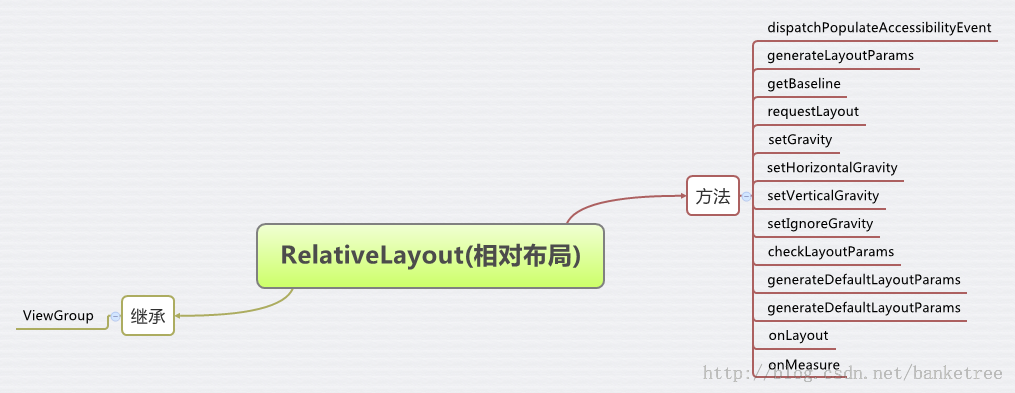 dispatchPopulateAccessibilityEvent
generateLayoutParams
getBaseline
requestLayout
setGravity
setHorizontalGravity
方法
setVerticalGravity
setIgnoreGravity
RelativeLayout(相对布局)
checkLayoutParams
generateDefaultLayoutParams
generateDefaultLayoutParams
ViewGroup
继承
onLayout
onMeasure
http://blog.csdn.net/banketree